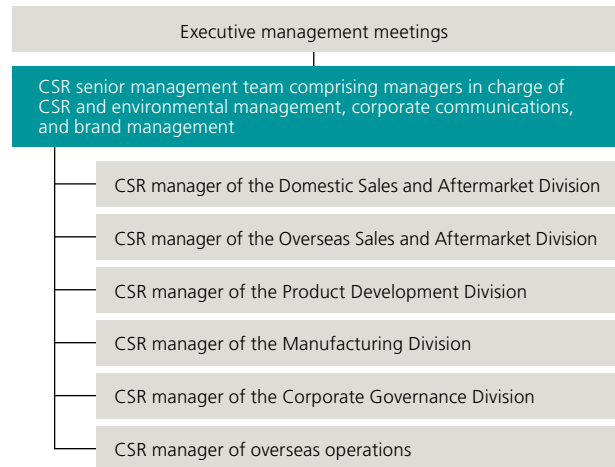 Executive management meetings
CSR senior management team comprising managers in charge of
CSR and environmental management, corporate communications,
and brand management
CSR manager of the Domestic Sales and Aftermarket Division
CSR manager of the Overseas Sales and Aftermarket Division
CSR manager of the Product Development Division
CSR manager of the Manufacturing Division
CSR manager of the Corporate Governance Division
CSR manager of overseas operations